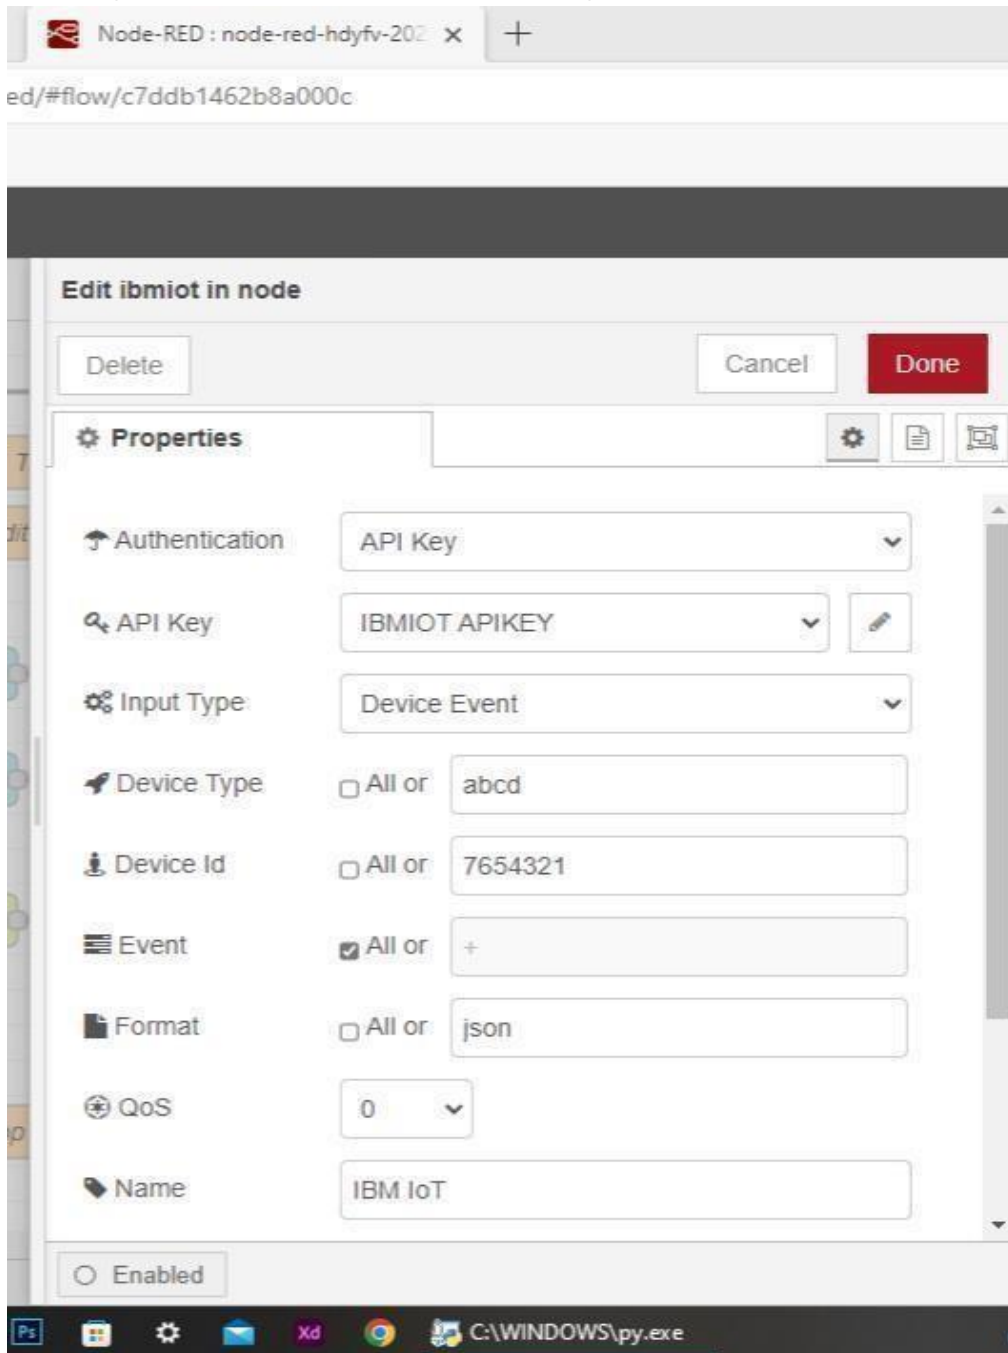 Node-RED : node-red-hdyfv-202
ed/#flow/c7ddb1462b8a000c
Edit ibmiot in node
Delete Cancel Done
Properties
Authentication API Key
API Key IBMIOT APIKEY
Input Type Device Event
Device Type All or abcd
Device Id All or 7654321
Event All or +
Format All or json
QoS 0
Name IBM IoT
Enabled
Ps Xd C:\WINDOWS\py.exe